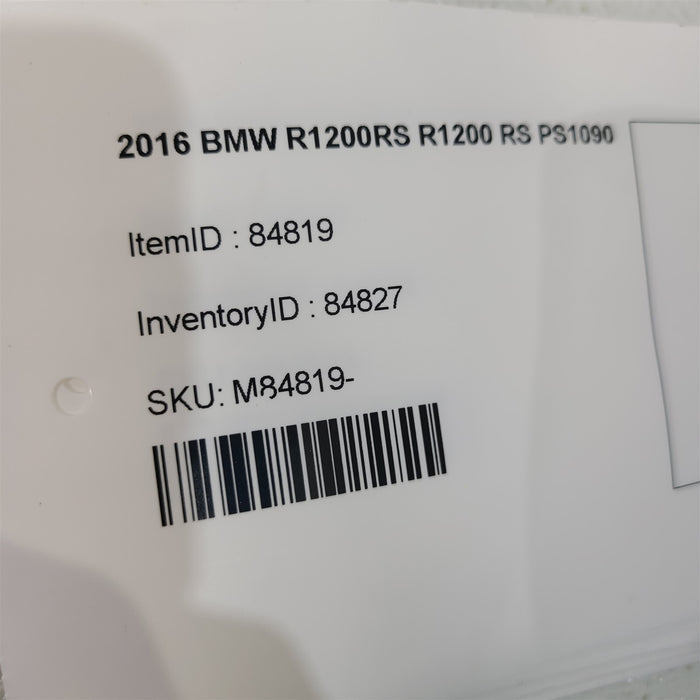 2016 BMW R1200RS R1200 RS PS1090
ItemID : 84819
InventoryID : 84827
SKU: M84819-